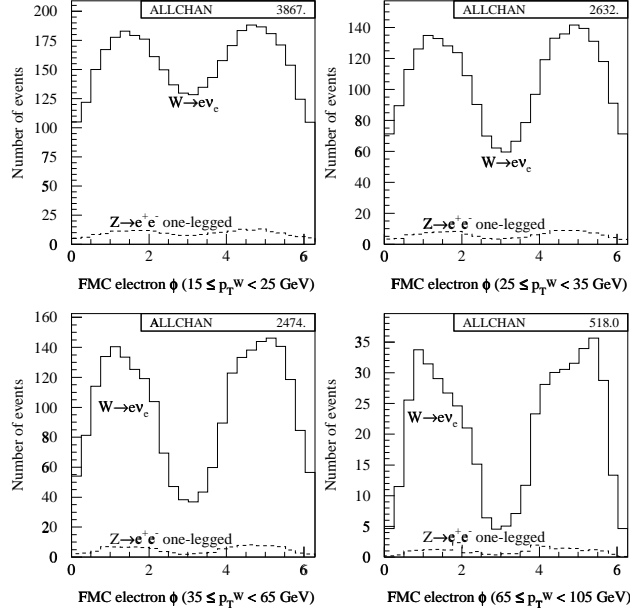 ALLCHAN 3867.
200
175
150
125
100
75
50
25
0
Number of events
W→eνe
Z→e+e- one-legged
0 2 4 6
FMC electron ϕ (15 ≤ pTW < 25 GeV)
ALLCHAN 2632.
140
120
100
80
60
40
20
0
Number of events
W→eνe
Z→e+e- one-legged
0 2 4 6
FMC electron ϕ (25 ≤ pTW < 35 GeV)
ALLCHAN 2474.
160
140
120
100
80
60
40
20
0
Number of events
W→eνe
Z→e+e- one-legged
0 2 4 6
FMC electron ϕ (35 ≤ pTW < 65 GeV)
ALLCHAN 518.0
35
30
25
20
15
10
5
0
Number of events
W→eνe
Z→e+e- one-legged
0 2 4 6
FMC electron ϕ (65 ≤ pTW < 105 GeV)